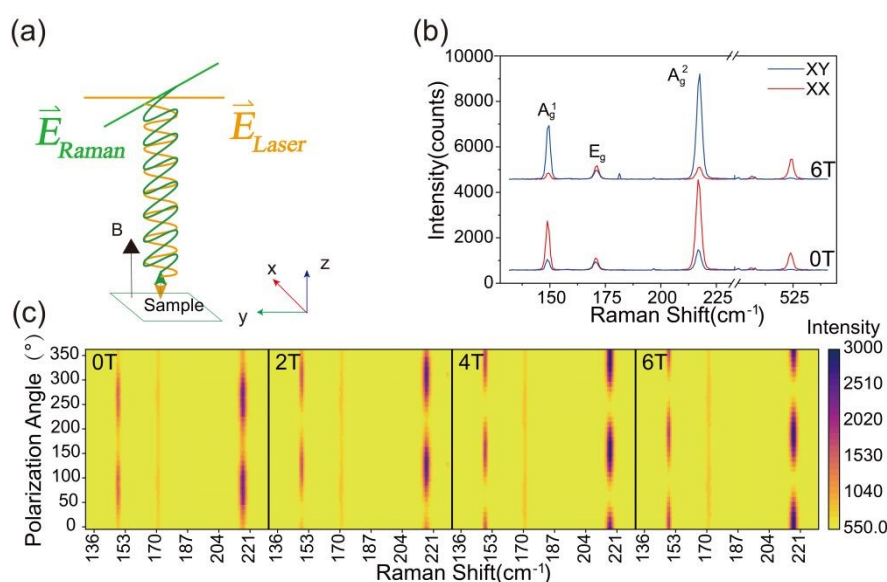 (a)
E Raman
E Laser
B
Sample
x
y
z
(b)
10000
8000
6000
4000
2000
0
Intensity(counts)
A_g^1
E_g
A_g^2
XY
XX
6T
0T
150 175 200 225 525
Raman Shift(cm-1)
(c)
Polarization Angle (°)
350
300
250
200
150
100
50
0
0T 2T 4T 6T
136 153 170 187 204 221 136 153 170 187 204 221 136 153 170 187 204 221 136 153 170 187 204 221
Raman Shift(cm-1)
Intensity
3000
2510
2020
1530
1040
550.0